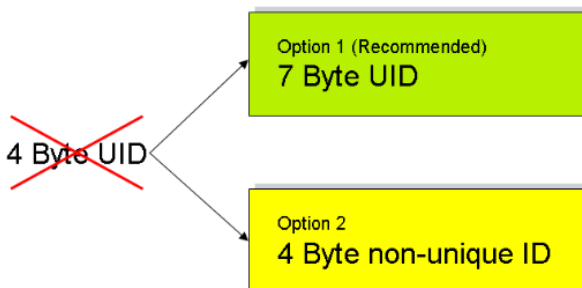 Option 1 (Recommended)
7 Byte UID
4 Byte UID
Option 2
4 Byte non-unique ID